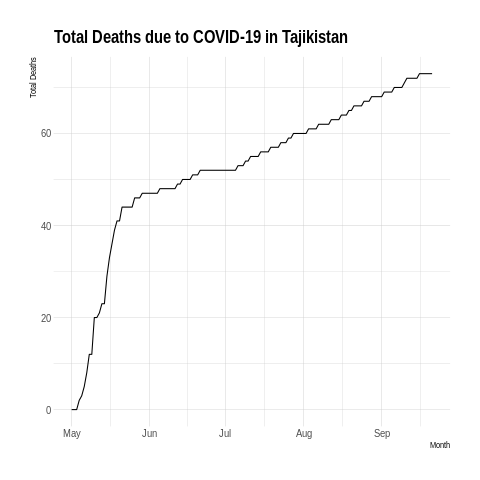 Total Deaths due to COVID-19 in Tajikistan
Total Deaths
60
40
20
0
May Jun Jul Aug Sep
Month